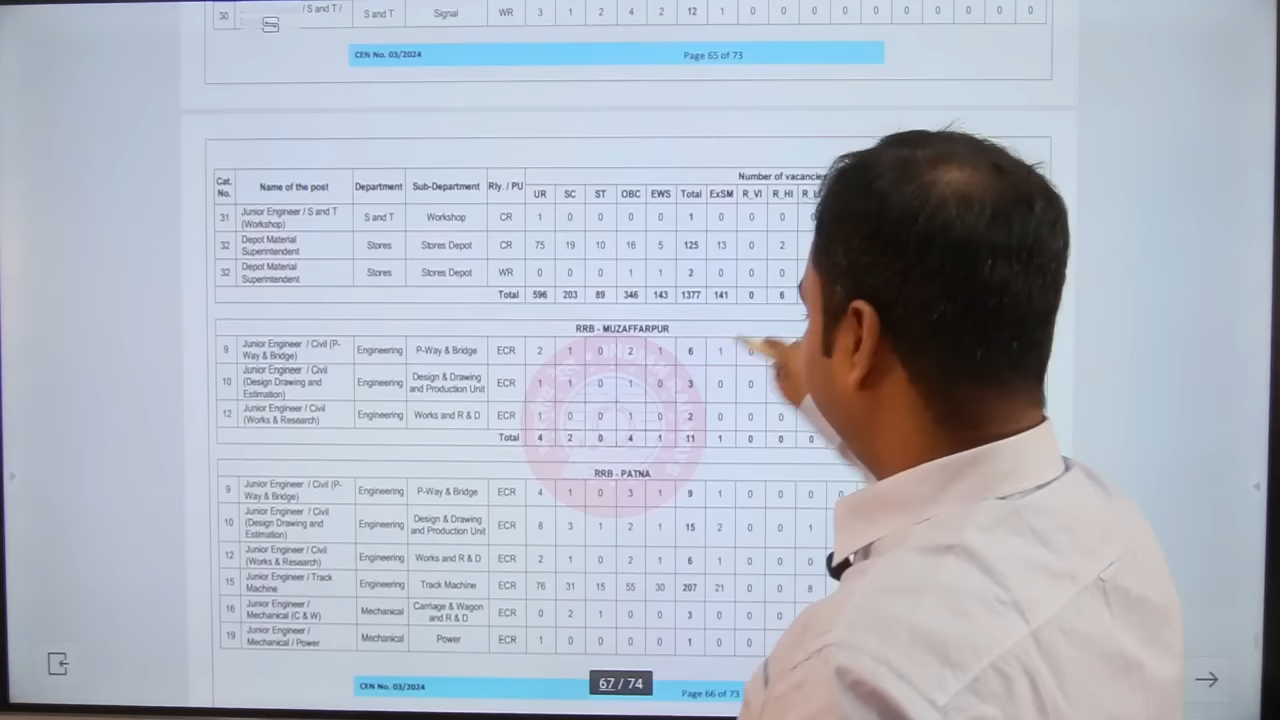 30 / S and T / S and T Signal WR 3 1 2 4 2 12 1 0 0 0 0 0 0 0 0 0 0
CEN No. 03/2024 Page 65 of 73
Number of vacancies
Cat. No. Name of the post Department Sub-Department Rly. / PU UR SC ST OBC EWS Total ExSM R_VI R_HI
31 Junior Engineer / S and T (Workshop) S and T Workshop CR 1 0 0 0 0 1 0 0 0 0
32 Depot Material Superintendent Stores Stores Depot CR 75 19 10 16 5 125 13 0 2
32 Depot Material Superintendent Stores Stores Depot WR 0 0 0 1 1 2 0 0 0
Total 596 203 89 346 143 1377 141 0 6
RRB - MUZAFFARPUR
9 Junior Engineer / Civil (P-Way & Bridge) Engineering P-Way & Bridge ECR 2 1 0 2 1 6 1 0
10 Junior Engineer / Civil (Design Drawing and Estimation) Engineering Design & Drawing and Production Unit ECR 1 1 0 1 0 3 0 0
12 Junior Engineer / Civil (Works & Research) Engineering Works and R & D ECR 1 0 0 1 0 2 0 0 0
Total 4 2 0 4 1 11 1 0 0 0
RRB - PATNA
9 Junior Engineer / Civil (P-Way & Bridge) Engineering P-Way & Bridge ECR 4 1 0 3 1 9 1 0 0 0 0
10 Junior Engineer / Civil (Design Drawing and Estimation) Engineering Design & Drawing and Production Unit ECR 8 3 1 2 1 15 2 0 0 1
12 Junior Engineer / Civil (Works & Research) Engineering Works and R & D ECR 2 1 0 2 1 6 1 0 0 0
15 Junior Engineer / Track Machine Engineering Track Machine ECR 76 31 15 55 30 207 21 0 0 8
16 Junior Engineer / Mechanical (C & W) Mechanical Carriage & Wagon and R & D ECR 0 2 1 0 0 3 0 0 0
19 Junior Engineer / Mechanical / Power Mechanical Power ECR 1 0 0 0 0 1 0 0
67 / 74
CEN No. 03/2024 Page 66 of 73